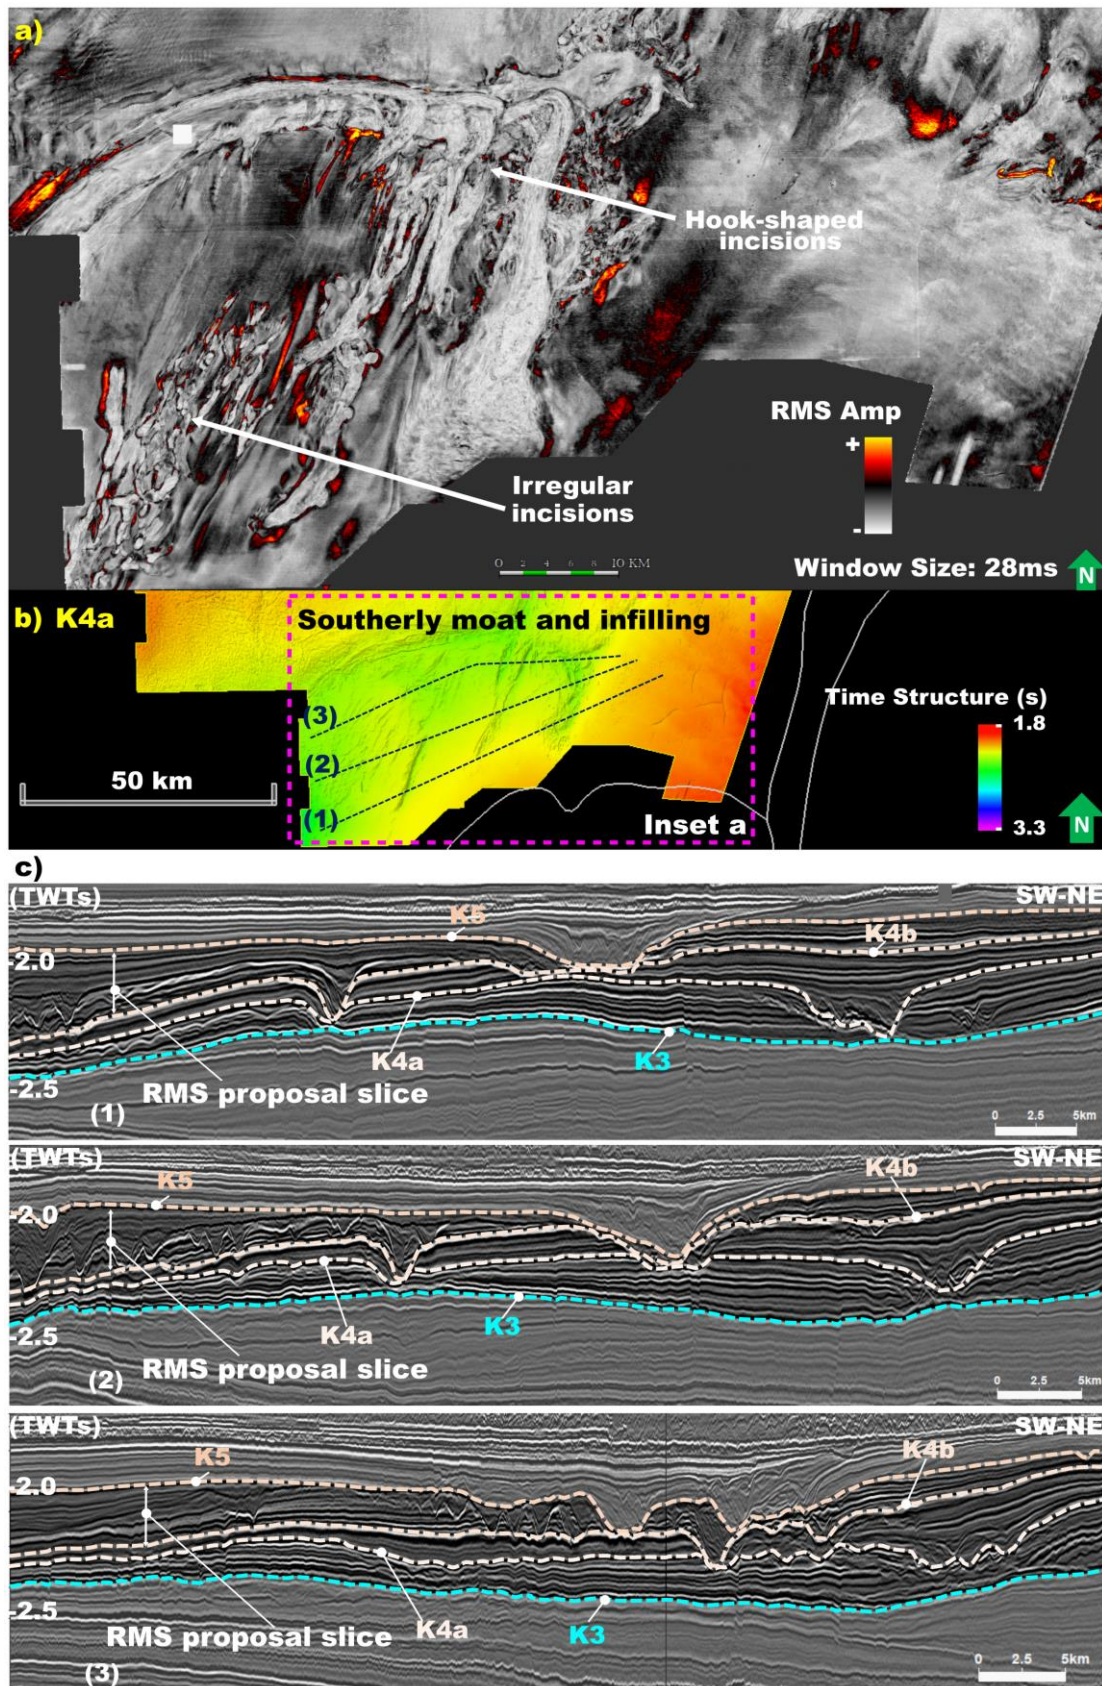 a)
Hook-shaped
incisions
RMS Amp
+
-
Irregular
incisions
0 2 4 6 8 10 KM
Window Size: 28ms
N
b) K4a
Southerly moat and infilling
(3)
(2)
(1)
50 km
Inset a
Time Structure (s)
1.8
3.3
N
c)
(TWTs)
SW-NE
K5
K4b
-2.0
K4a
K3
-2.5
RMS proposal slice
(1)
0 2.5 5km
(TWTs)
SW-NE
K5
K4b
-2.0
K4a
K3
-2.5
RMS proposal slice
(2)
0 2.5 5km
(TWTs)
SW-NE
K5
K4b
-2.0
-2.5
RMS proposal slice
K4a
K3
(3)
0 2.5 5km